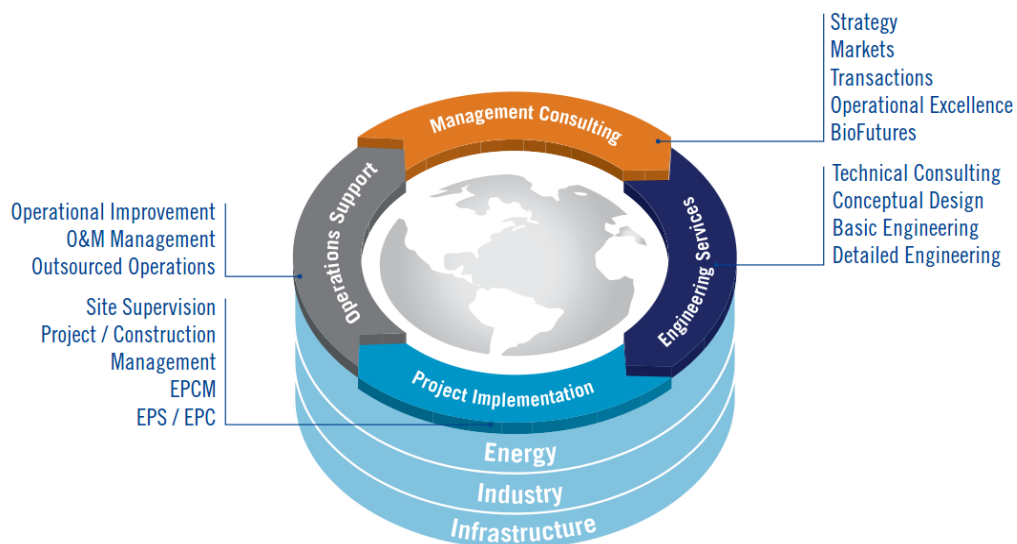 Strategy
Markets
Transactions
Operational Excellence
BioFutures
Management Consulting
Technical Consulting
Conceptual Design
Basic Engineering
Detailed Engineering
Engineering Services
Operational Improvement
O&M Management
Outsourced Operations
Operations Support
Site Supervision
Project / Construction
Management
EPCM
EPS / EPC
Project Implementation
Energy
Industry
Infrastructure